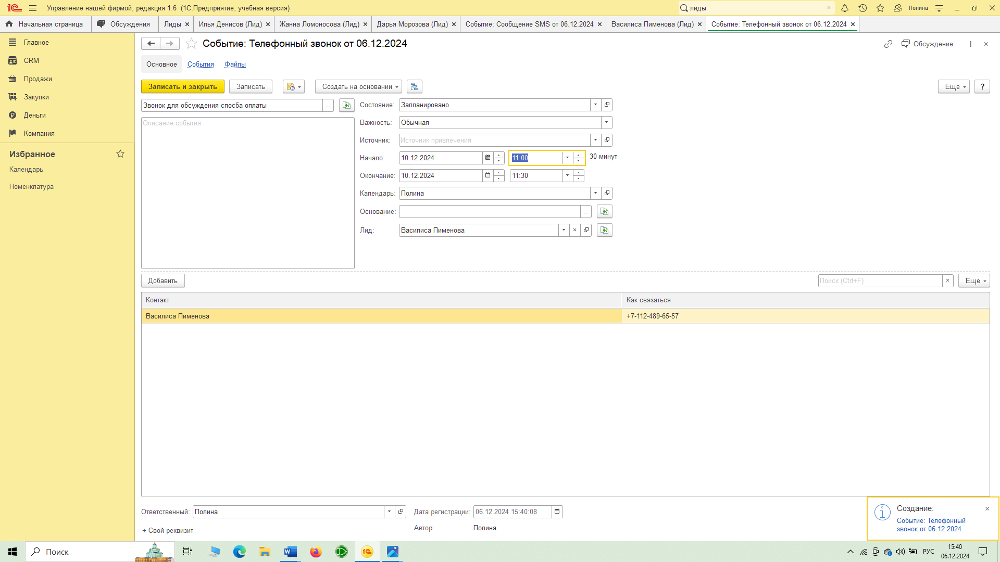 Управление нашей фирмой, редакция 1.6 (1С:Предприятие, учебная версия)
лиды
Полина
Начальная страница
Обсуждения
Лиды
Илья Денисов (Лид)
Жанна Ломоносова (Лид)
Дарья Морозова (Лид)
Событие: Сообщение SMS от 06.12.2024
Василиса Пименова (Лид)
Событие: Телефонный звонок от 06.12.2024
Главное
CRM
Продажи
Закупки
Деньги
Компания
Избранное
Календарь
Номенклатура
Событие: Телефонный звонок от 06.12.2024
Обсуждение
Основное
События
Файлы
Записать и закрыть
Записать
Создать на основании
Еще
?
Звонок для обсуждения спосба оплаты
...
Описание события
Состояние: Запланировано
Важность: Обычная
Источник: Источник привлечения
Начало: 10.12.2024 11:00 30 минут
Окончание: 10.12.2024 11:30
Календарь: Полина
Основание: ...
Лид: Василиса Пименова
Добавить
Поиск (Ctrl+F)
Еще
Контакт
Как связаться
Василиса Пименова
+7-112-489-65-57
Ответственный: Полина
Дата регистрации: 06.12.2024 15:40:08
+ Свой реквизит
Автор: Полина
Создание:
Событие: Телефонный
звонок от 06.12.2024
Поиск
РУС
15:40
06.12.2024